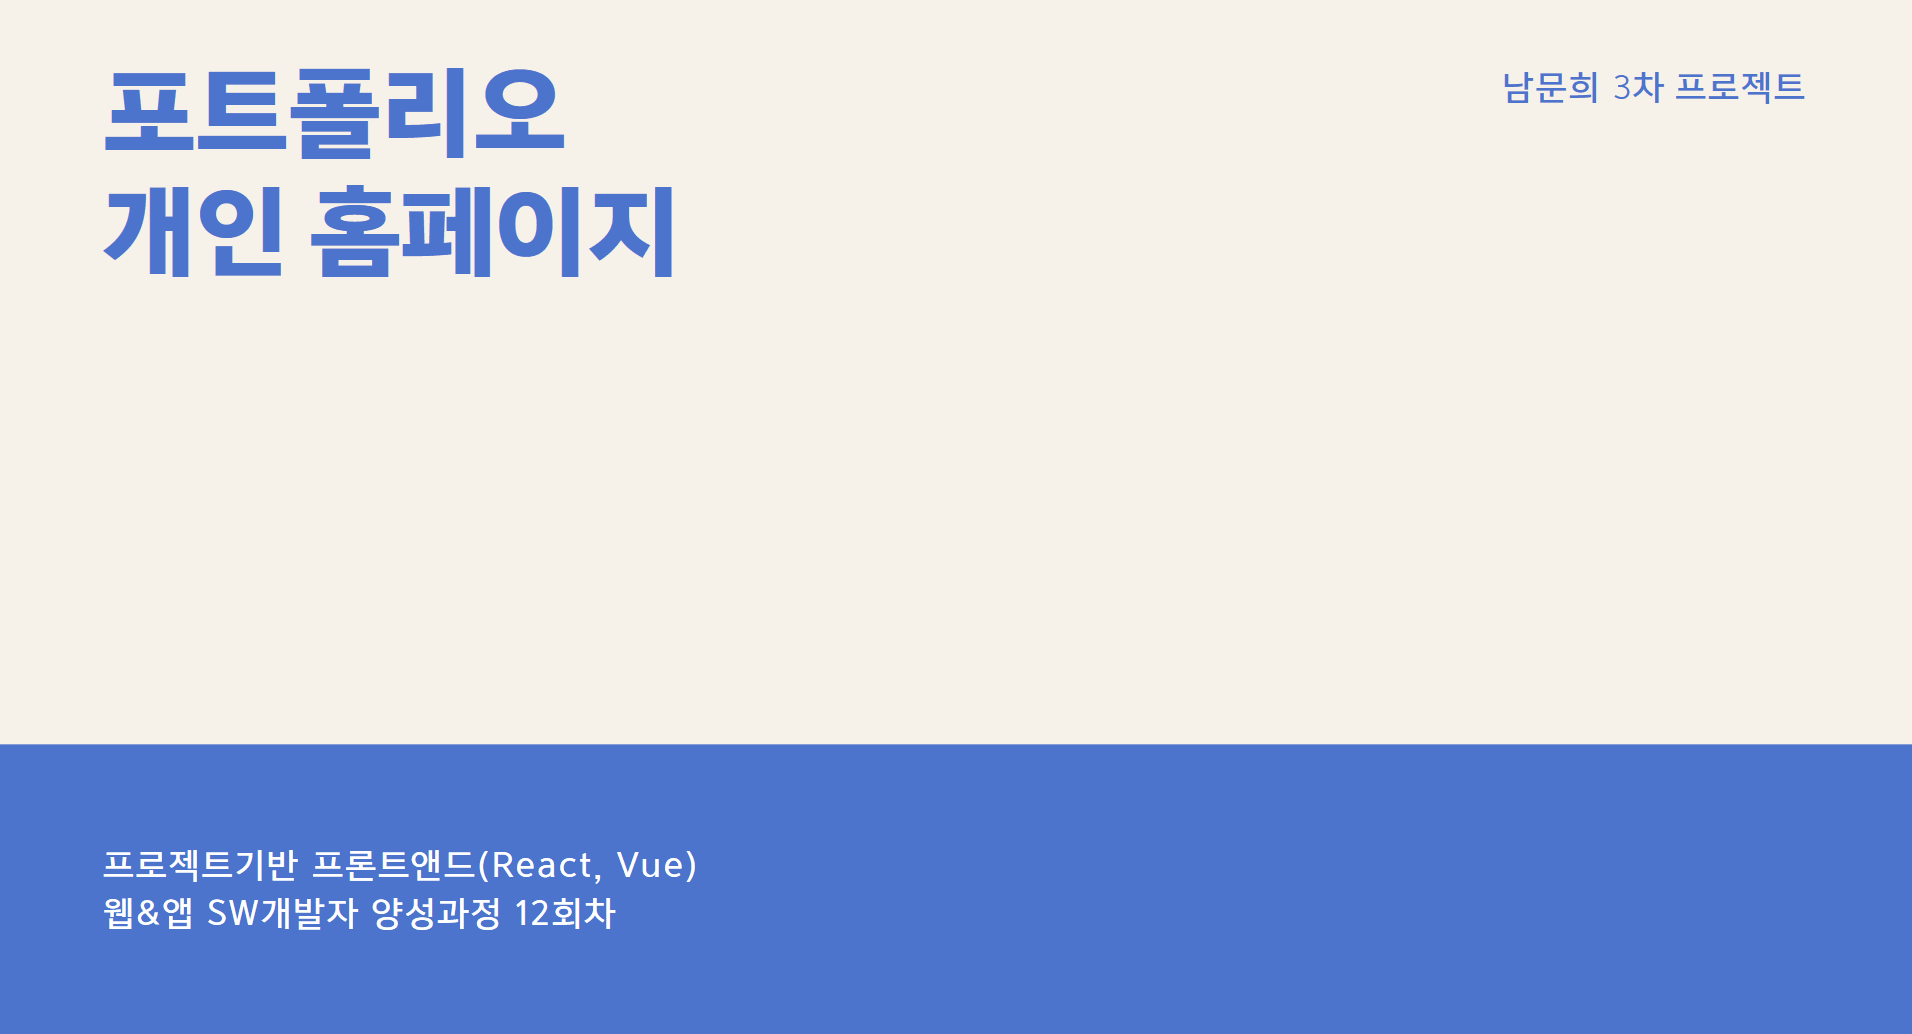 포트폴리오
개인 홈페이지
남문희 3차 프로젝트
프로젝트기반 프론트앤드(React, Vue)
웹&앱 SW개발자 양성과정 12회차